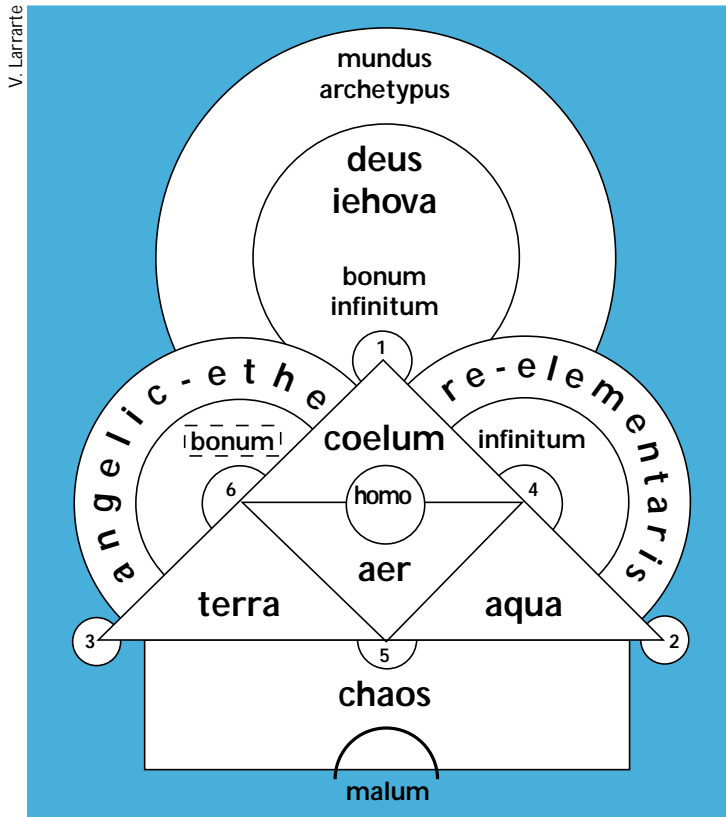 V. Larrarte
mundus
archetypus
deus
iehova
bonum
infinitum
1
angelic-ethe
re-elementaris
bonum
coelum
infinitum
6
homo
4
aer
terra
aqua
3
5
2
chaos
malum